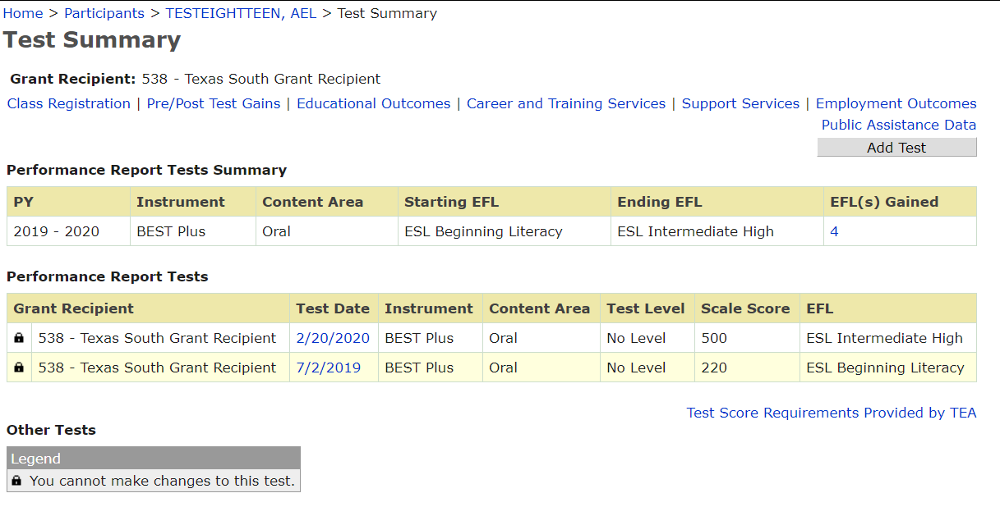 Home > Participants > TESTEIGHTTEEN, AEL > Test Summary
Test Summary
Grant Recipient: 538 - Texas South Grant Recipient
Class Registration | Pre/Post Test Gains | Educational Outcomes | Career and Training Services | Support Services | Employment Outcomes
Public Assistance Data
Add Test
Performance Report Tests Summary
PY Instrument Content Area Starting EFL Ending EFL EFL(s) Gained
2019 - 2020 BEST Plus Oral ESL Beginning Literacy ESL Intermediate High 4
Performance Report Tests
Grant Recipient Test Date Instrument Content Area Test Level Scale Score EFL
538 - Texas South Grant Recipient 2/20/2020 BEST Plus Oral No Level 500 ESL Intermediate High
538 - Texas South Grant Recipient 7/2/2019 BEST Plus Oral No Level 220 ESL Beginning Literacy
Test Score Requirements Provided by TEA
Other Tests
Legend
You cannot make changes to this test.